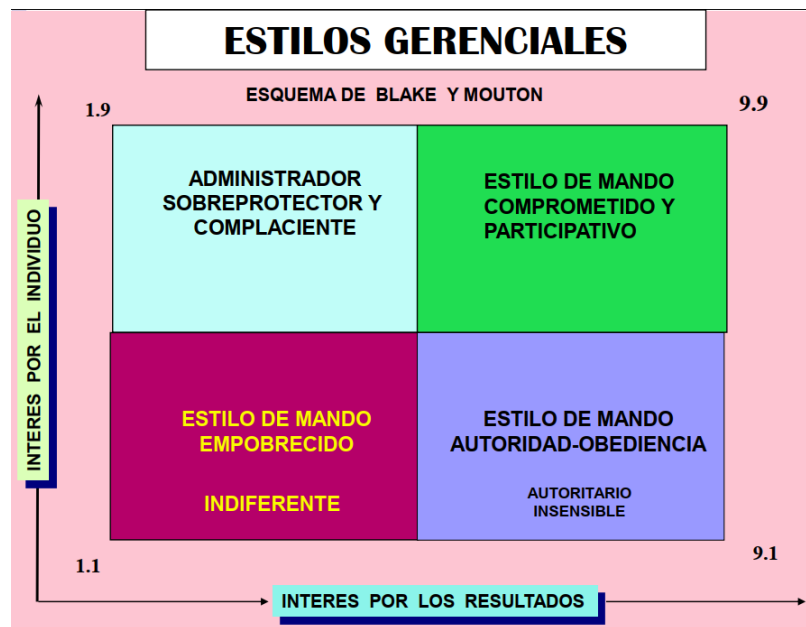 ESTILOS GERENCIALES
ESQUEMA DE BLAKE Y MOUTON
1.9
9.9
ADMINISTRADOR
SOBREPROTECTOR Y
COMPLACIENTE
ESTILO DE MANDO
COMPROMETIDO Y
PARTICIPATIVO
INTERES POR EL INDIVIDUO
ESTILO DE MANDO
EMPOBRECIDO
INDIFERENTE
ESTILO DE MANDO
AUTORIDAD-OBEDIENCIA
AUTORITARIO
INSENSIBLE
1.1
9.1
INTERES POR LOS RESULTADOS